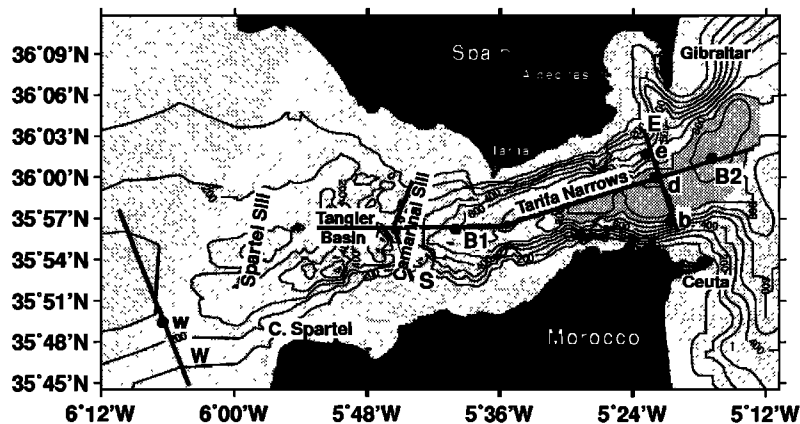 36°09'N
36°06'N
36°03'N
36°00'N
35°57'N
35°54'N
35°51'N
35°48'N
35°45'N
6°12'W
6°00'W
5°48'W
5°36'W
5°24'W
5°12'W
Spain
Gibraltar
Algeciras
E
e
Tarifa
d
B2
Tarifa Narrows
Spartel Sill
Tangier
Basin
Camarinal Sill
B1
b
S
Ceuta
w
W
C. Spartel
Morocco